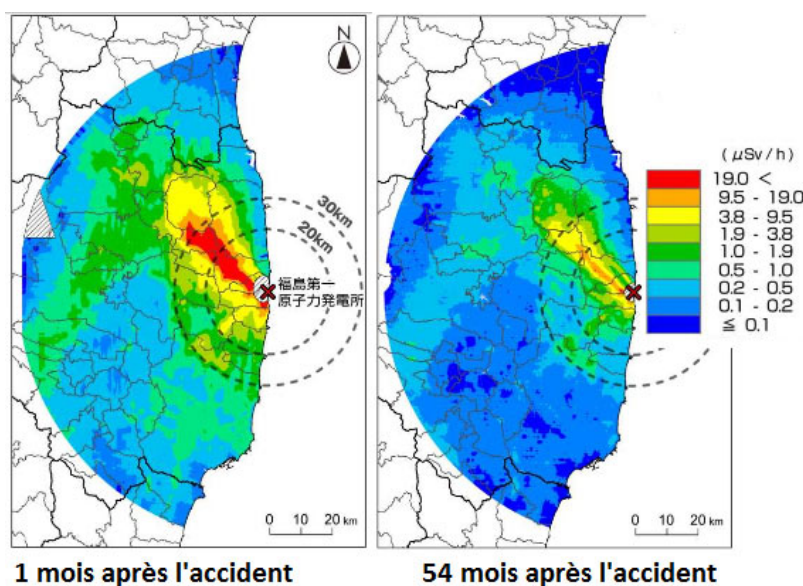 N
30km
20km
福島第一
原子力発電所
0 10 20 km
7
(μSv/h)
19.0 <
9.5 - 19.0
3.8 - 9.5
1.9 - 3.8
1.0 - 1.9
0.5 - 1.0
0.2 - 0.5
0.1 - 0.2
≦ 0.1
0 10 20 km
1 mois après l'accident
54 mois après l'accident